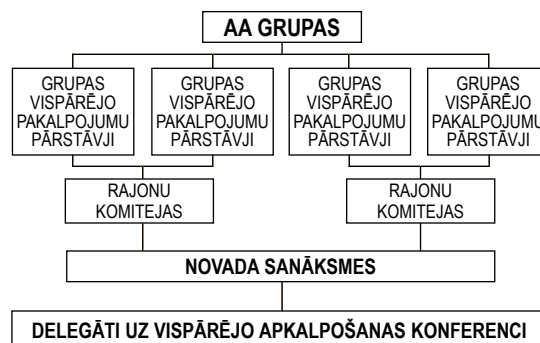 AA GRUPAS
GRUPAS
VISPĀRĒJO
PAKALPOJUMU
PĀRSTĀVJI
GRUPAS
VISPĀRĒJO
PAKALPOJUMU
PĀRSTĀVJI
GRUPAS
VISPĀRĒJO
PAKALPOJUMU
PĀRSTĀVJI
GRUPAS
VISPĀRĒJO
PAKALPOJUMU
PĀRSTĀVJI
RAJONU
KOMITEJAS
RAJONU
KOMITEJAS
NOVADA SANĀKSMES
DELEGĀTI UZ VISPĀRĒJO APKALPOŠANAS KONFERENCI